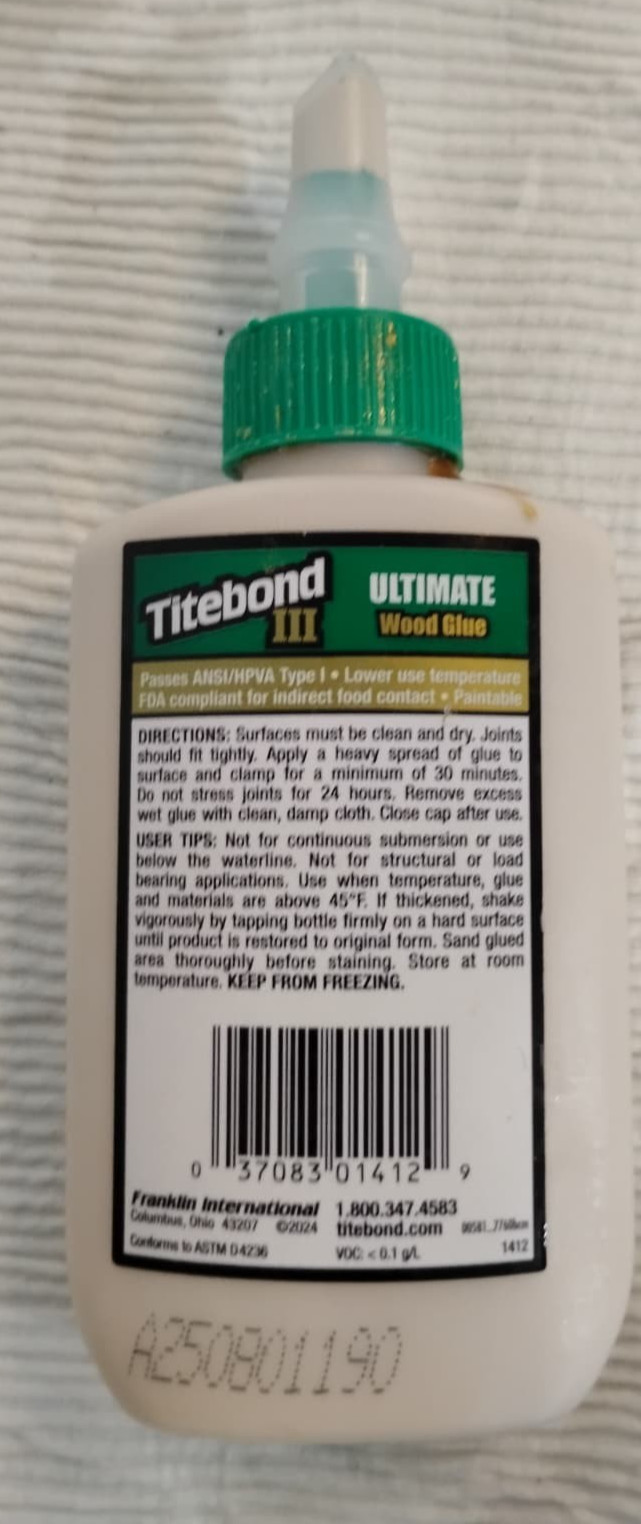 Titebond III
ULTIMATE
Wood Glue
Passes ANSI/HPVA Type I • Lower use temperature
FDA compliant for indirect food contact • Paintable
DIRECTIONS: Surfaces must be clean and dry. Joints
should fit tightly. Apply a heavy spread of glue to
surface and clamp for a minimum of 30 minutes.
Do not stress joints for 24 hours. Remove excess
wet glue with clean, damp cloth. Close cap after use.
USER TIPS: Not for continuous submersion or use
below the waterline. Not for structural or load
bearing applications. Use when temperature, glue
and materials are above 45°F. If thickened, shake
vigorously by tapping bottle firmly on a hard surface
until product is restored to original form. Sand glued
area thoroughly before staining. Store at room
temperature. KEEP FROM FREEZING.
0 37083 01412 9
Franklin International 1.800.347.4583
Columbus, Ohio 43207 ©2024 titebond.com
Conforms to ASTM D4236 VOC: < 0.1 g/L 1412
A250801190